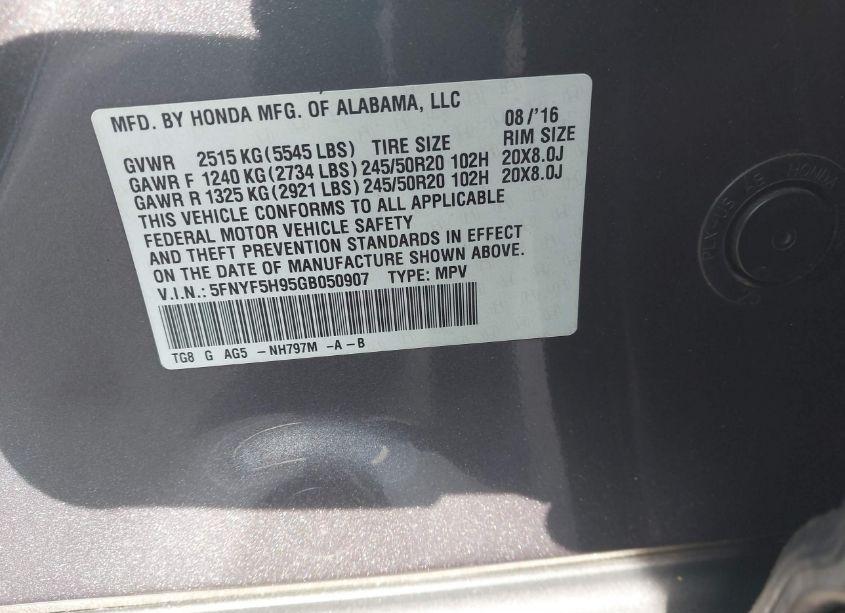 MFD. BY HONDA MFG. OF ALABAMA, LLC 08/'16
GVWR 2515 KG (5545 LBS) TIRE SIZE RIM SIZE
GAWR F 1240 KG (2734 LBS) 245/50R20 102H 20X8.0J
GAWR R 1325 KG (2921 LBS) 245/50R20 102H 20X8.0J
THIS VEHICLE CONFORMS TO ALL APPLICABLE
FEDERAL MOTOR VEHICLE SAFETY
AND THEFT PREVENTION STANDARDS IN EFFECT
ON THE DATE OF MANUFACTURE SHOWN ABOVE.
V.I.N.: 5FNYF5H95GB050907 TYPE: MPV
TG8 G AG5 -NH797M -A -B
HONDA